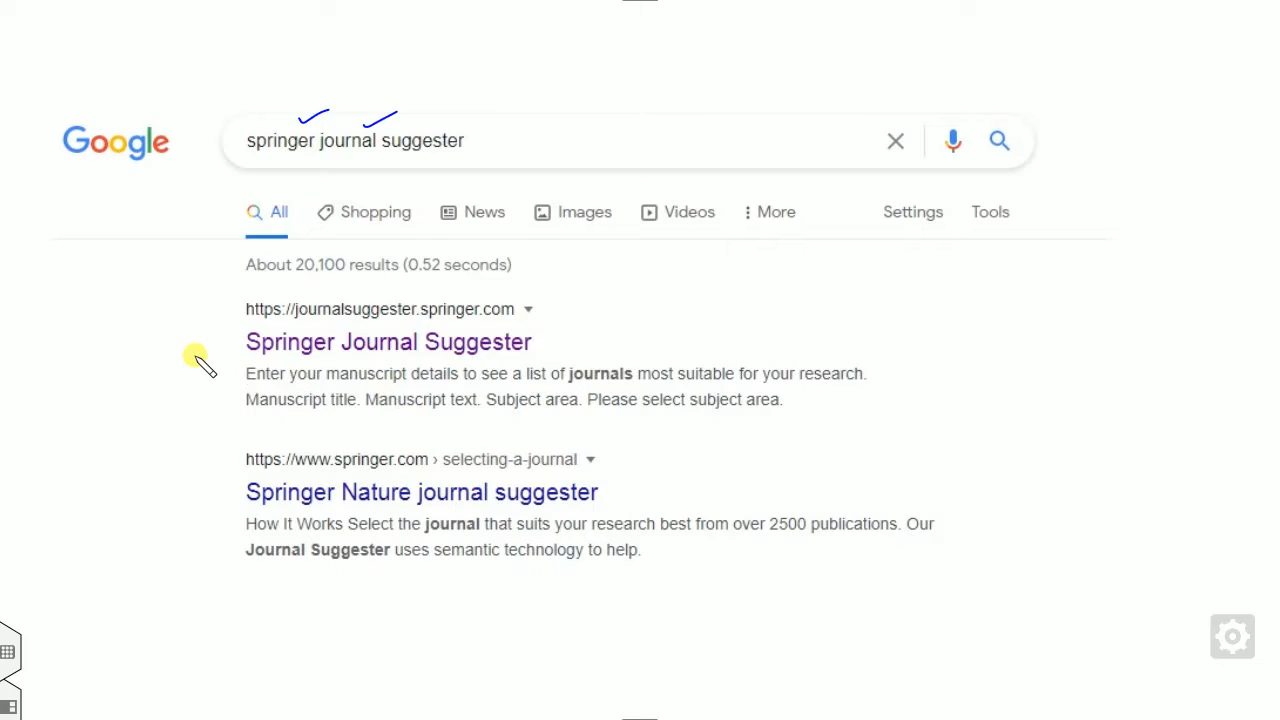 Google
springer journal suggester
All Shopping News Images Videos More Settings Tools
About 20,100 results (0.52 seconds)
https://journalsuggester.springer.com
Springer Journal Suggester
Enter your manuscript details to see a list of journals most suitable for your research.
Manuscript title. Manuscript text. Subject area. Please select subject area.
https://www.springer.com › selecting-a-journal
Springer Nature journal suggester
How It Works Select the journal that suits your research best from over 2500 publications. Our
Journal Suggester uses semantic technology to help.